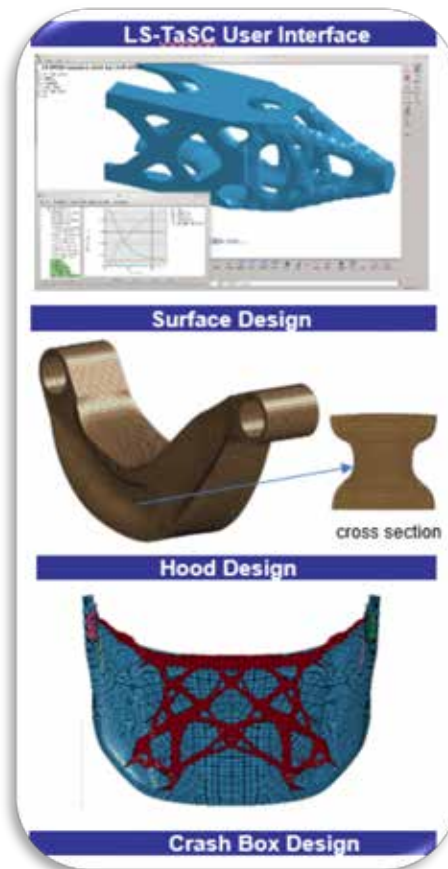 LS-TaSC User Interface
Surface Design
cross section
Hood Design
Crash Box Design